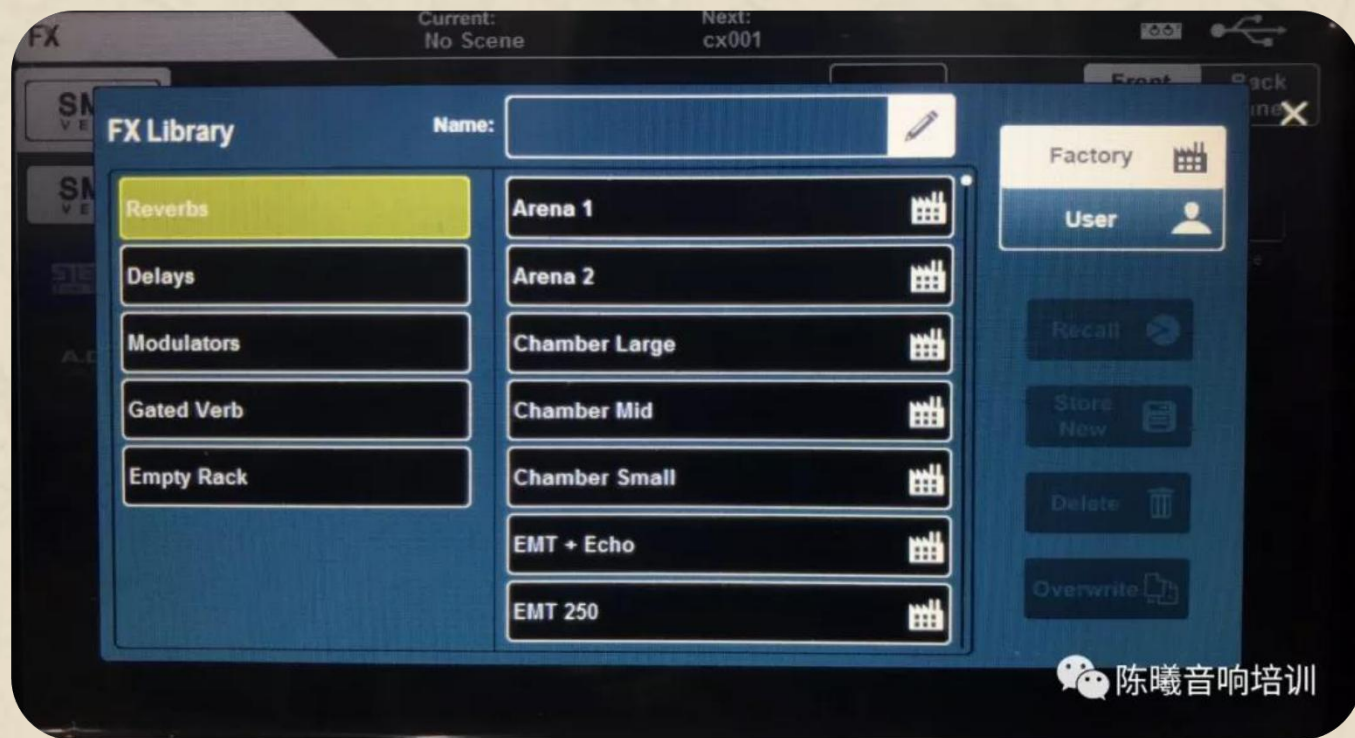 FX
Current:
No Scene
Next:
cx001
Front
Back
FX Library
Name:
Reverbs
Delays
Modulators
Gated Verb
Empty Rack
Arena 1
Arena 2
Chamber Large
Chamber Mid
Chamber Small
EMT + Echo
EMT 250
Factory
User
Recall
Store
New
Delete
Overwrite
陈曦音响培训